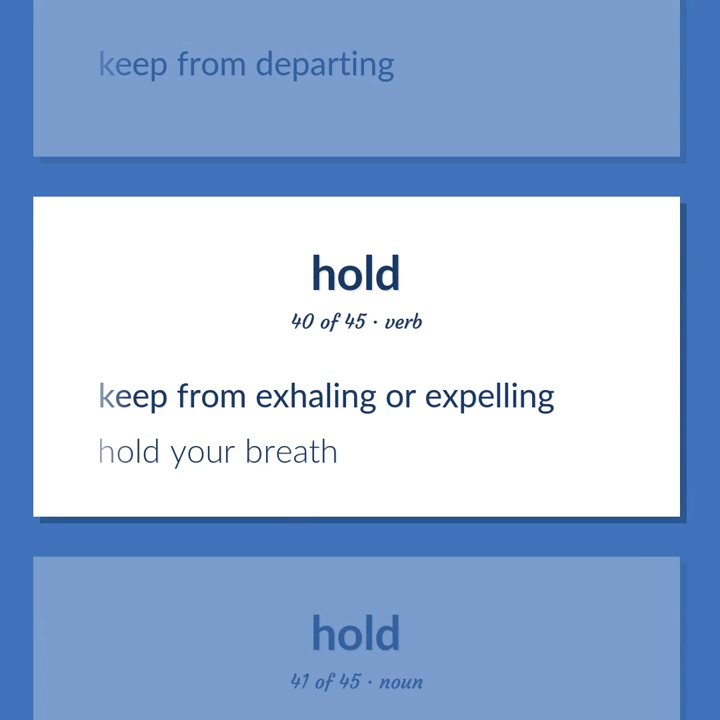 keep from departing
hold
40 of 45 · verb
keep from exhaling or expelling
hold your breath
hold
41 of 45 · noun